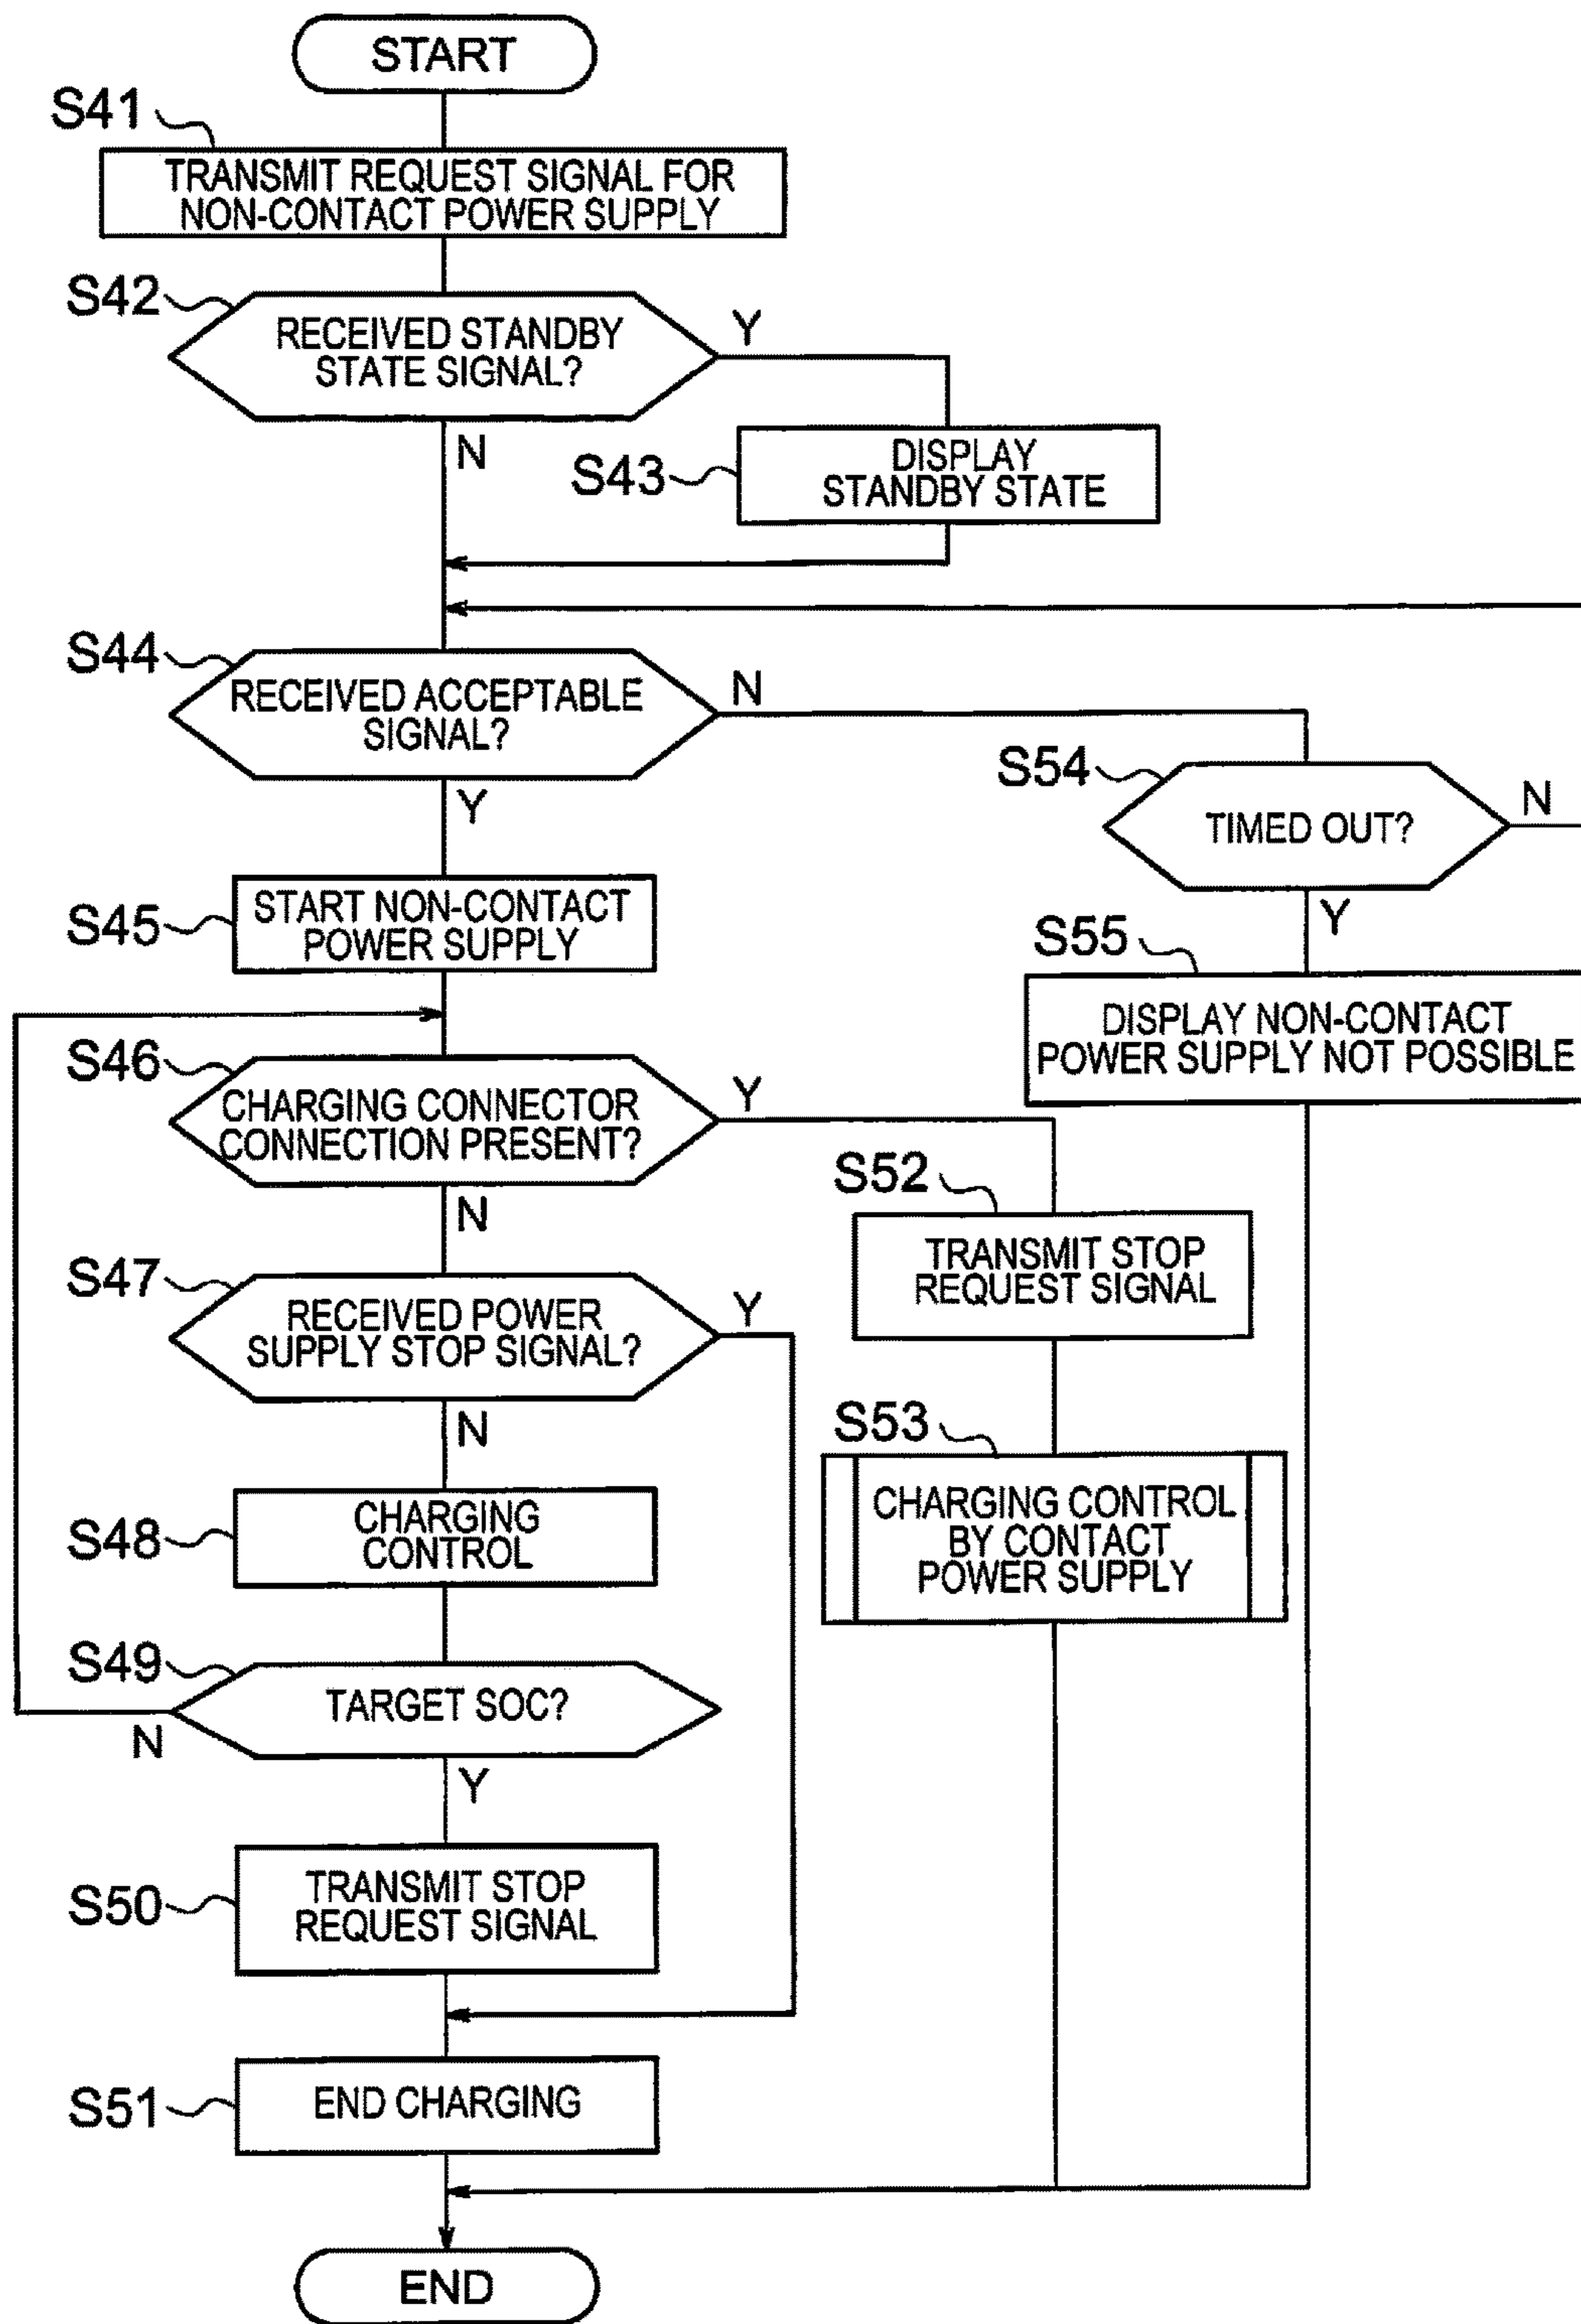 START
S41
TRANSMIT REQUEST SIGNAL FOR
NON-CONTACT POWER SUPPLY
S42
RECEIVED STANDBY
STATE SIGNAL?
Y
N
S43
DISPLAY
STANDBY STATE
S44
RECEIVED ACCEPTABLE
SIGNAL?
N
Y
S54
TIMED OUT?
N
Y
S45
START NON-CONTACT
POWER SUPPLY
S55
DISPLAY NON-CONTACT
POWER SUPPLY NOT POSSIBLE
S46
CHARGING CONNECTOR
CONNECTION PRESENT?
Y
N
S52
TRANSMIT STOP
REQUEST SIGNAL
S47
RECEIVED POWER
SUPPLY STOP SIGNAL?
Y
N
S53
CHARGING CONTROL
BY CONTACT
POWER SUPPLY
S48
CHARGING
CONTROL
S49
TARGET SOC?
N
Y
S50
TRANSMIT STOP
REQUEST SIGNAL
S51
END CHARGING
END